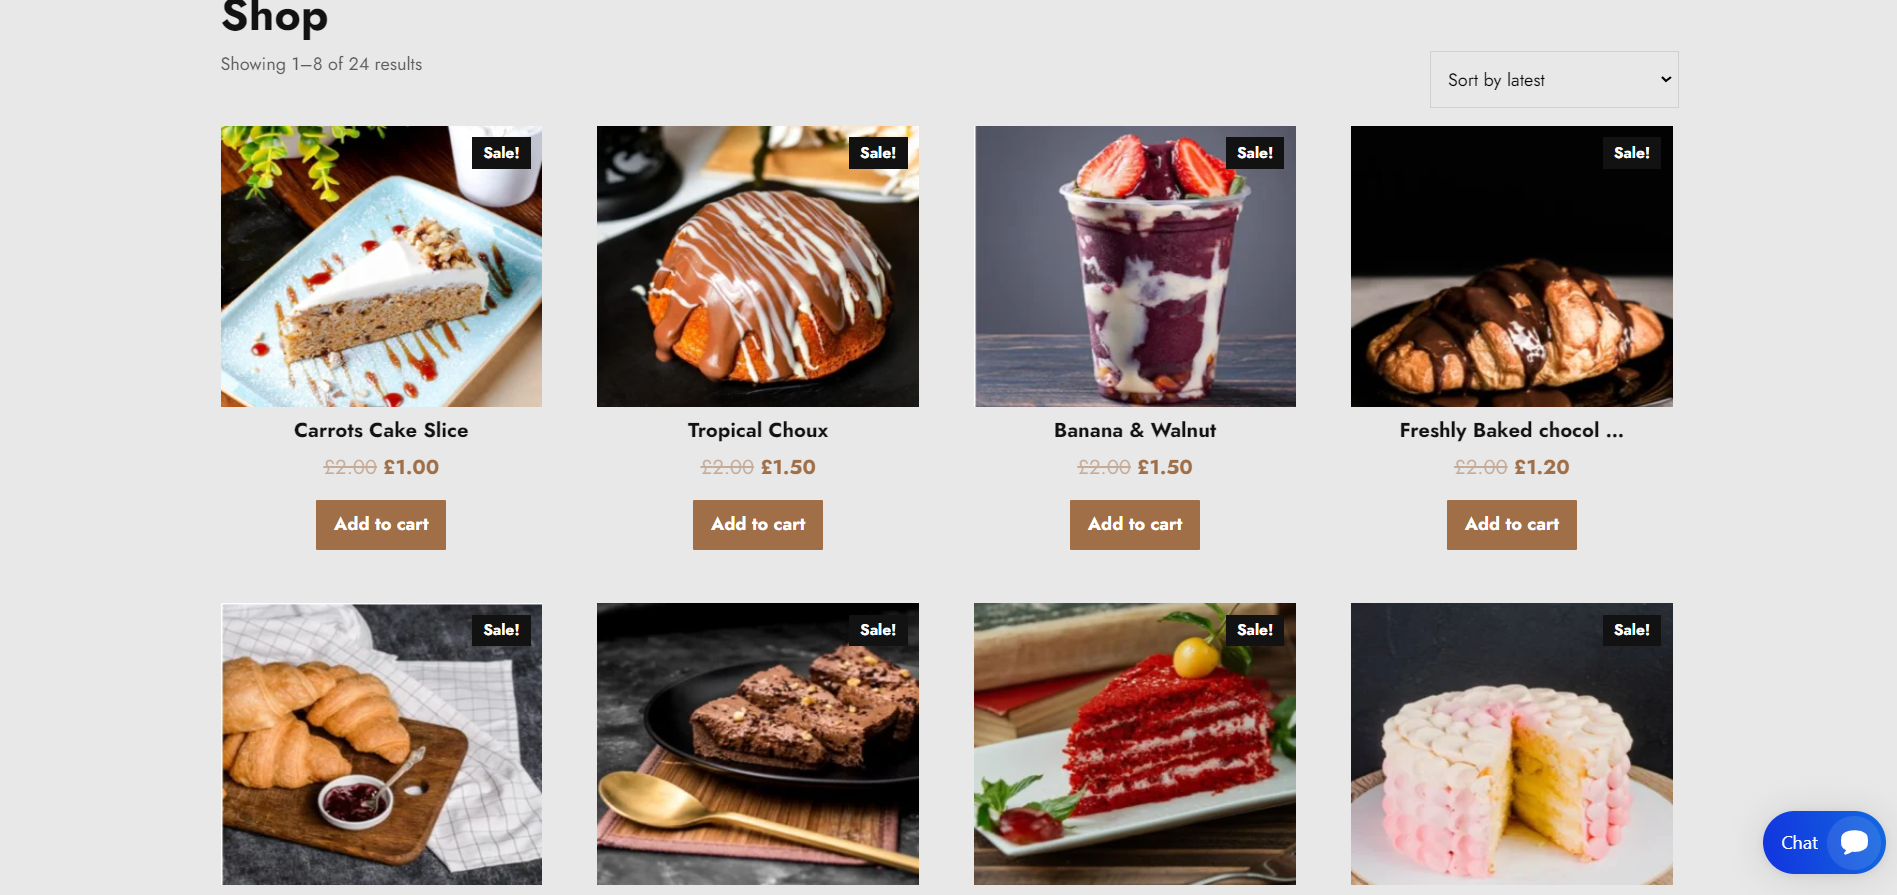 Shop
Showing 1–8 of 24 results
Sort by latest
Sale!
Sale!
Sale!
Sale!
Carrots Cake Slice
Tropical Choux
Banana & Walnut
Freshly Baked chocol ...
£2.00 £1.00
£2.00 £1.50
£2.00 £1.50
£2.00 £1.20
Add to cart
Add to cart
Add to cart
Add to cart
Sale!
Sale!
Sale!
Sale!
Chat